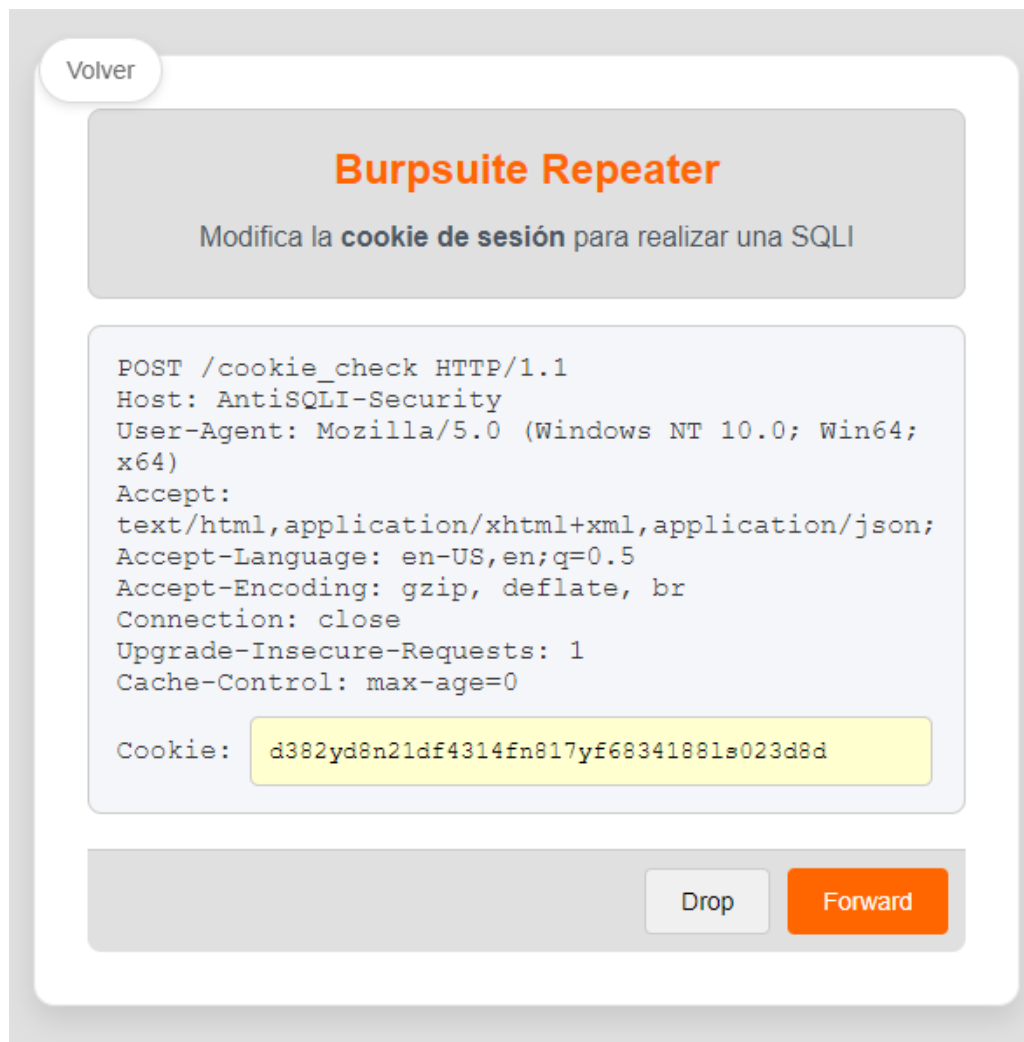 Volver
Burpsuite Repeater
Modifica la cookie de sesión para realizar una SQLI
POST /cookie_check HTTP/1.1
Host: AntiSQLI-Security
User-Agent: Mozilla/5.0 (Windows NT 10.0; Win64;
x64)
Accept:
text/html,application/xhtml+xml,application/json;
Accept-Language: en-US,en;q=0.5
Accept-Encoding: gzip, deflate, br
Connection: close
Upgrade-Insecure-Requests: 1
Cache-Control: max-age=0
Cookie: d382yd8n21df4314fn817yf6834188ls023d8d
Drop Forward